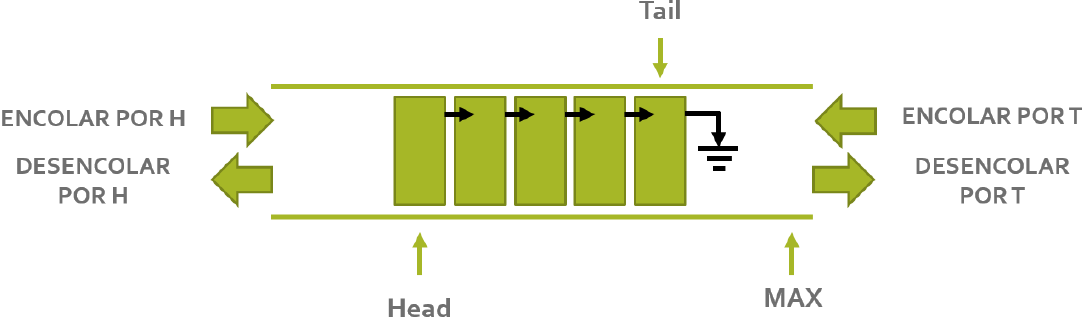 Tail
ENCOLAR POR H
DESENCOLAR
POR H
ENCOLAR POR T
DESENCOLAR
POR T
Head
MAX